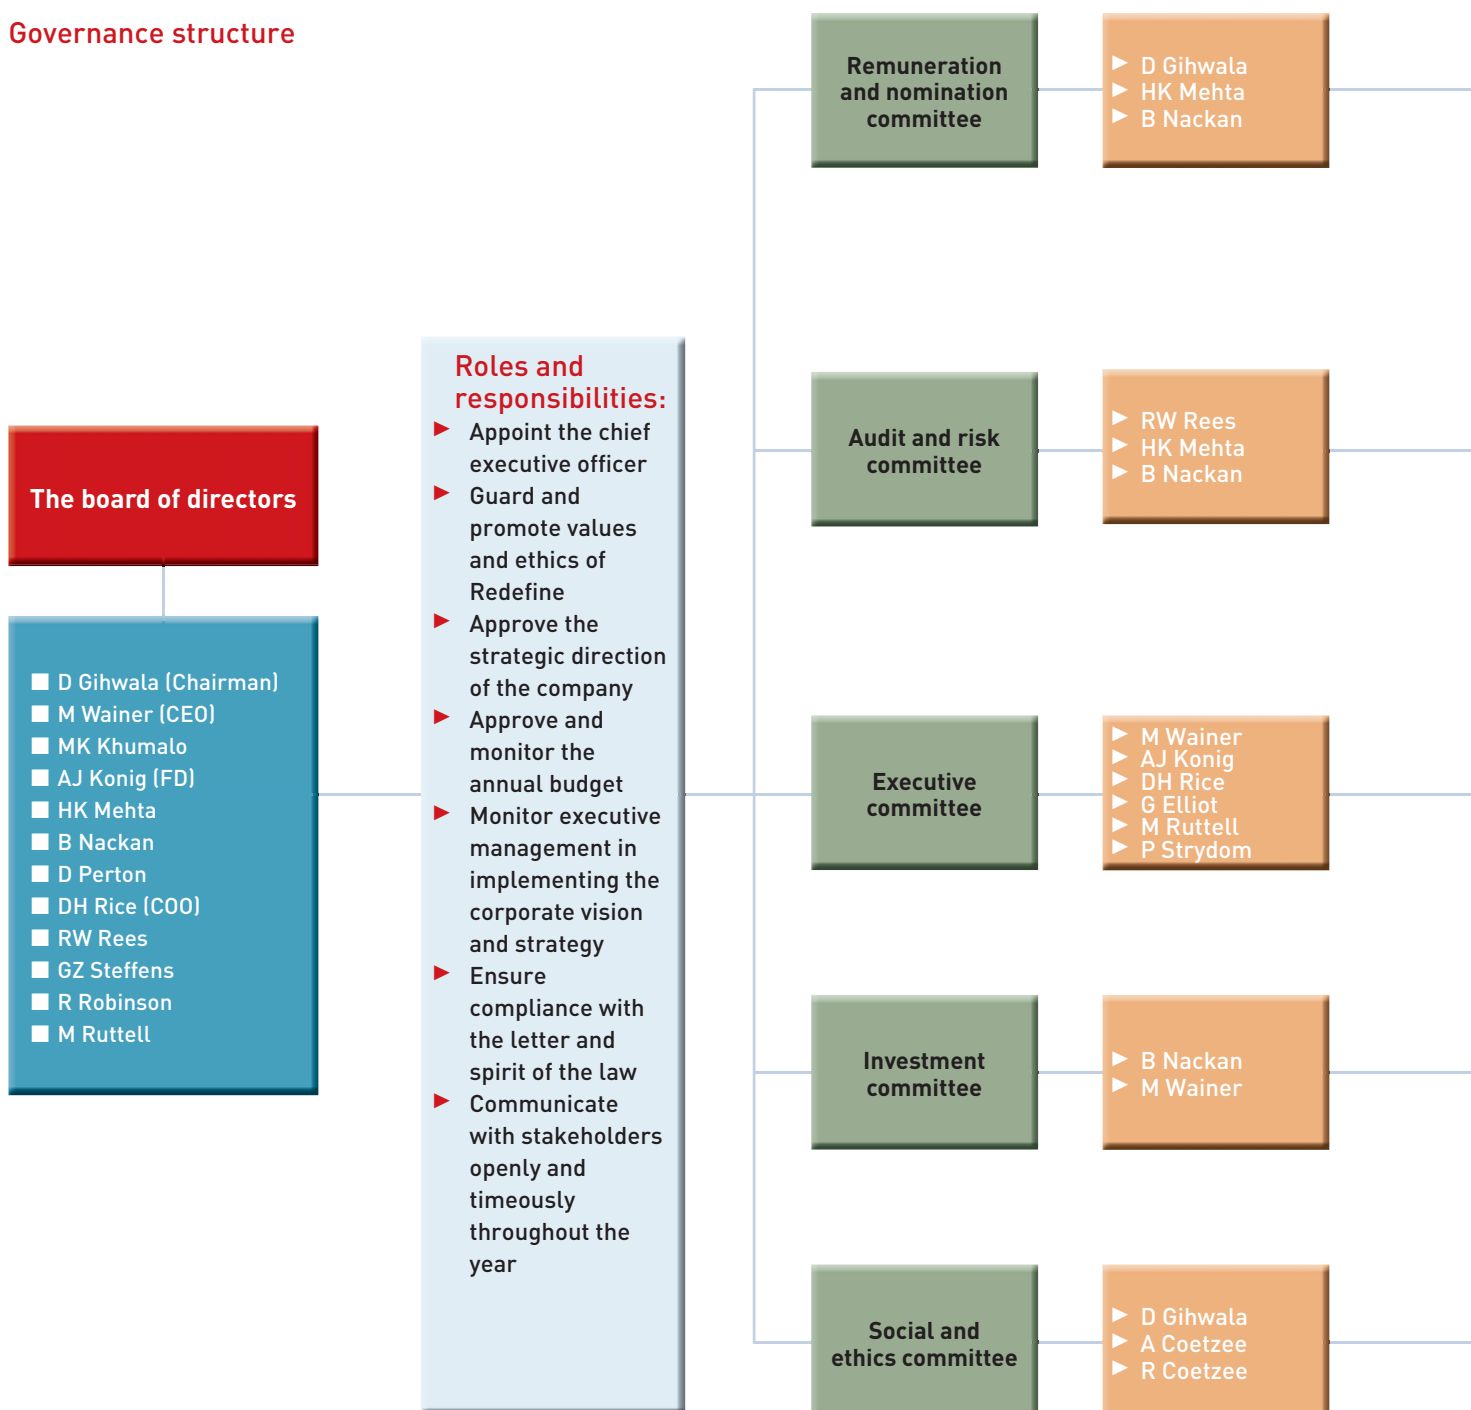 Governance structure
The board of directors
D Gihwala (Chairman)
M Wainer (CEO)
MK Khumalo
AJ Konig (FD)
HK Mehta
B Nackan
D Perton
DH Rice (COO)
RW Rees
GZ Steffens
R Robinson
M Ruttell
Roles and
responsibilities:
Appoint the chief
executive officer
Guard and
promote values
and ethics of
Redefine
Approve the
strategic direction
of the company
Approve and
monitor the
annual budget
Monitor executive
management in
implementing the
corporate vision
and strategy
Ensure
compliance with
the letter and
spirit of the law
Communicate
with stakeholders
openly and
timeously
throughout the
year
Remuneration
and nomination
committee
D Gihwala
HK Mehta
B Nackan
Audit and risk
committee
RW Rees
HK Mehta
B Nackan
Executive
committee
M Wainer
AJ Konig
DH Rice
G Elliot
M Ruttell
P Strydom
Investment
committee
B Nackan
M Wainer
Social and
ethics committee
D Gihwala
A Coetzee
R Coetzee